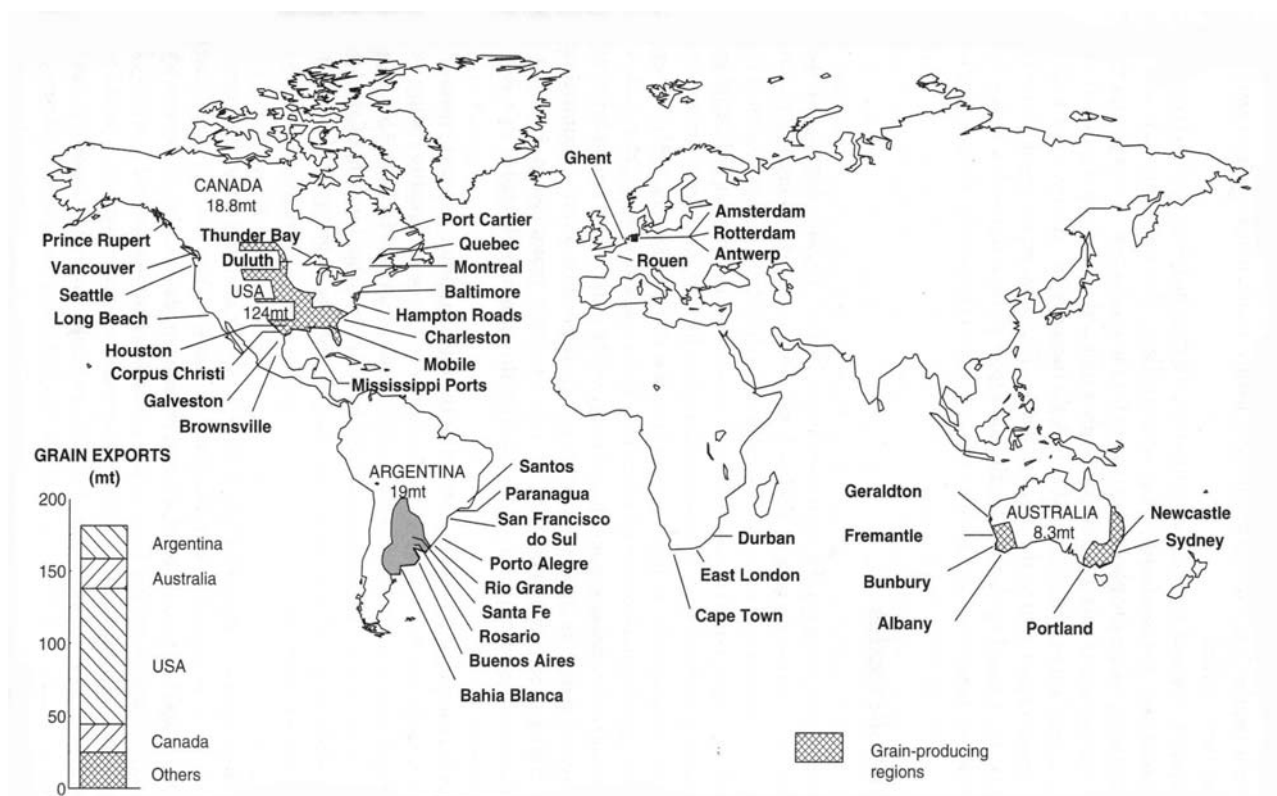 Ghent
CANADA
18.8mt
Port Cartier
Amsterdam
Prince Rupert
Thunder Bay
Quebec
Rotterdam
Vancouver
Duluth
Montreal
Rouen
Antwerp
Seattle
USA
Baltimore
Long Beach
124mt
Hampton Roads
Charleston
Houston
Mobile
Corpus Christi
Mississippi Ports
Galveston
Brownsville
GRAIN EXPORTS
(mt)
200
150
100
50
0
Argentina
Australia
USA
Canada
Others
ARGENTINA
19mt
Santos
Paranagua
San Francisco
do Sul
Porto Alegre
Rio Grande
Santa Fe
Rosario
Buenos Aires
Bahia Blanca
Durban
East London
Cape Town
Geraldton
AUSTRALIA
8.3mt
Newcastle
Fremantle
Sydney
Bunbury
Albany
Portland
Grain-producing
regions